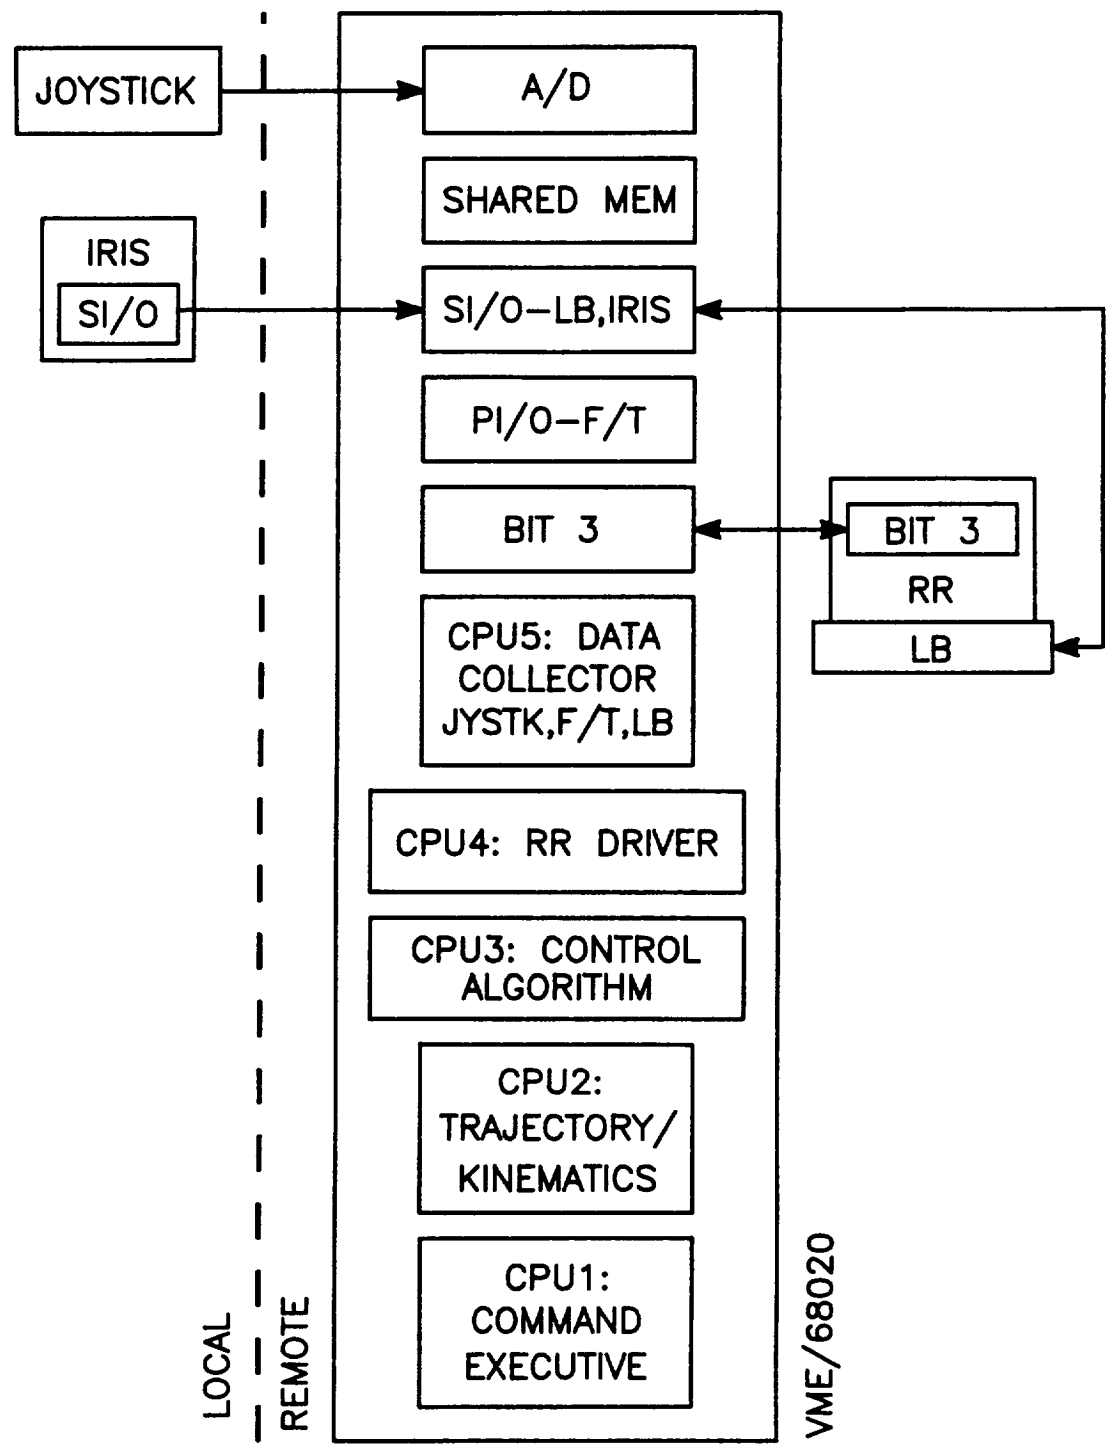 JOYSTICK
A/D
SHARED MEM
IRIS
SI/O
SI/O-LB,IRIS
PI/O-F/T
BIT 3
BIT 3
RR
LB
CPU5: DATA
COLLECTOR
JYSTK,F/T,LB
CPU4: RR DRIVER
CPU3: CONTROL
ALGORITHM
CPU2:
TRAJECTORY/
KINEMATICS
CPU1:
COMMAND
EXECUTIVE
LOCAL
REMOTE
VME/68020